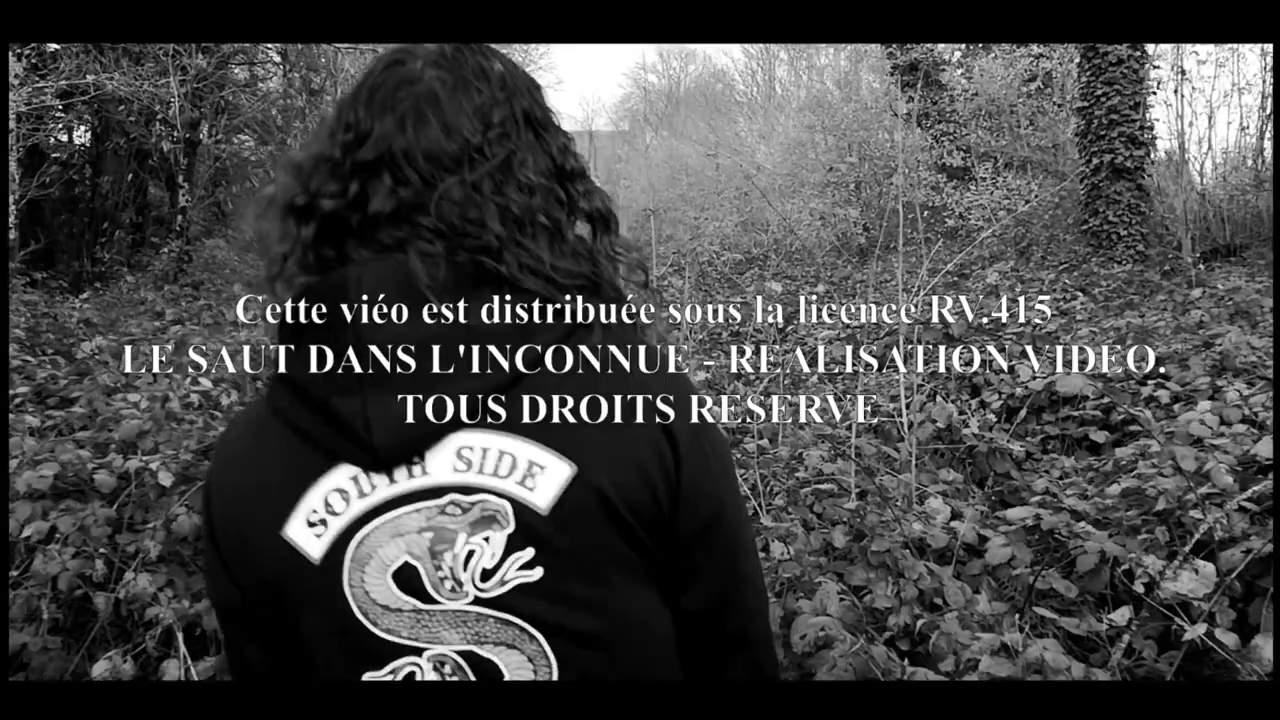 Cette viéo est distribuée sous la licence RV.415
LE SAUT DANS L'INCONNUE - REALISATION VIDEO.
TOUS DROITS RESERVE
SOUTH SIDE